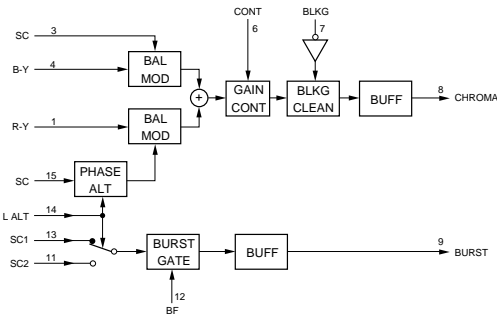 CONT
BLKG
6
7
SC 3
B-Y 4
BAL
MOD
GAIN
CONT
BLKG
CLEAN
BUFF
8 CHROMA
+
R-Y 1
BAL
MOD
SC 15
PHASE
ALT
L ALT 14
SC1 13
SC2 11
BURST
GATE
BUFF
9 BURST
12
BF